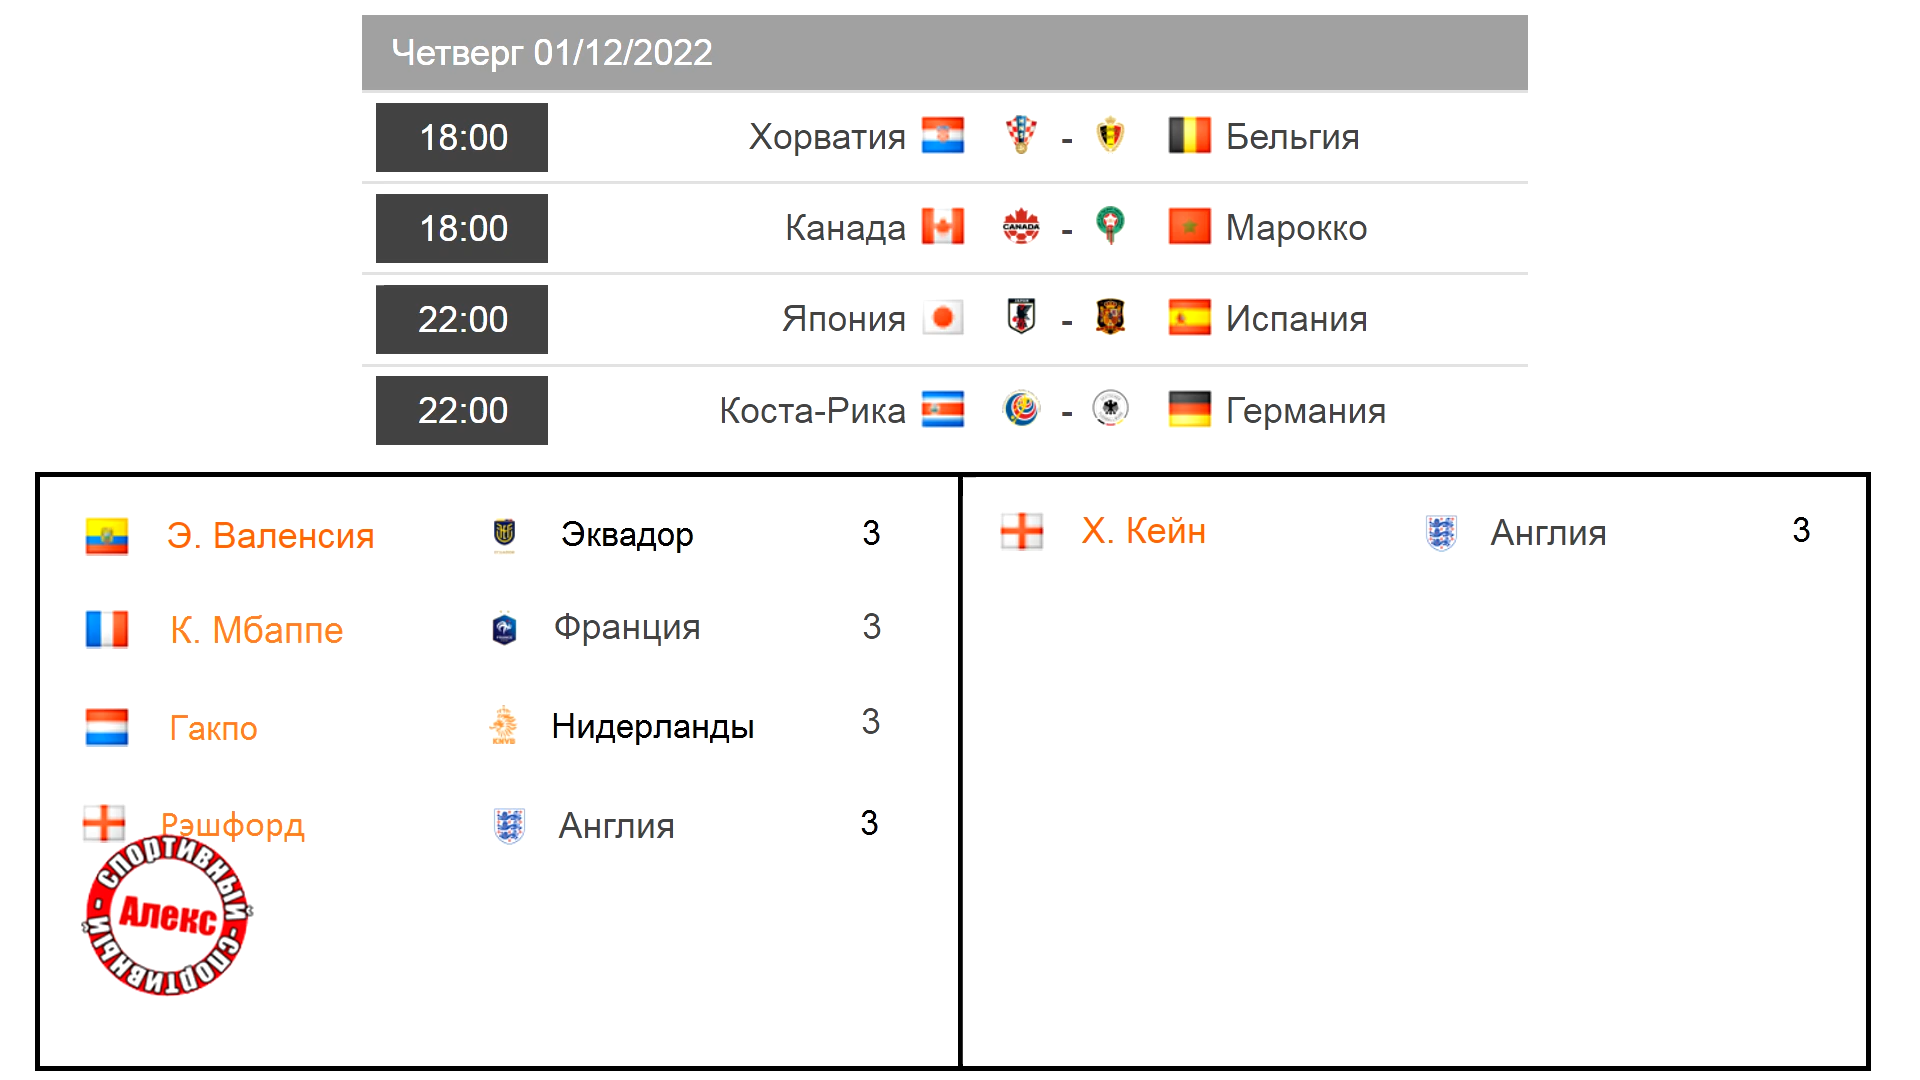 Четверг 01/12/2022
18:00 Хорватия - Бельгия
18:00 Канада CANADA - Марокко
22:00 Япония - Испания
22:00 Коста-Рика - Германия
Э. Валенсия Эквадор 3
К. Мбаппе Франция 3
Гакпо KNVB Нидерланды 3
Рэшфорд Англия 3
СПОРТИВНЫЙ
Алекс
СПОРТИВНЫЙ
Х. Кейн Англия 3